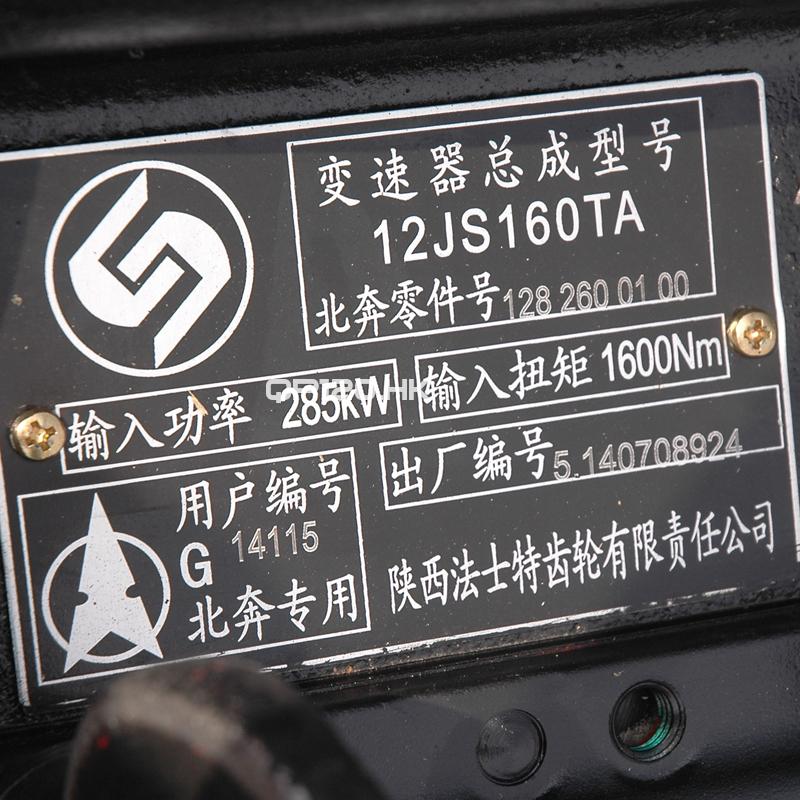 变速器总成型号
12JS160TA
北奔零件号 128 260 01 00
输入功率 285KW
输入扭矩 1600Nm
出厂编号 5.140708924
用户编号
G 14115
北奔专用
陕西法士特齿轮有限责任公司